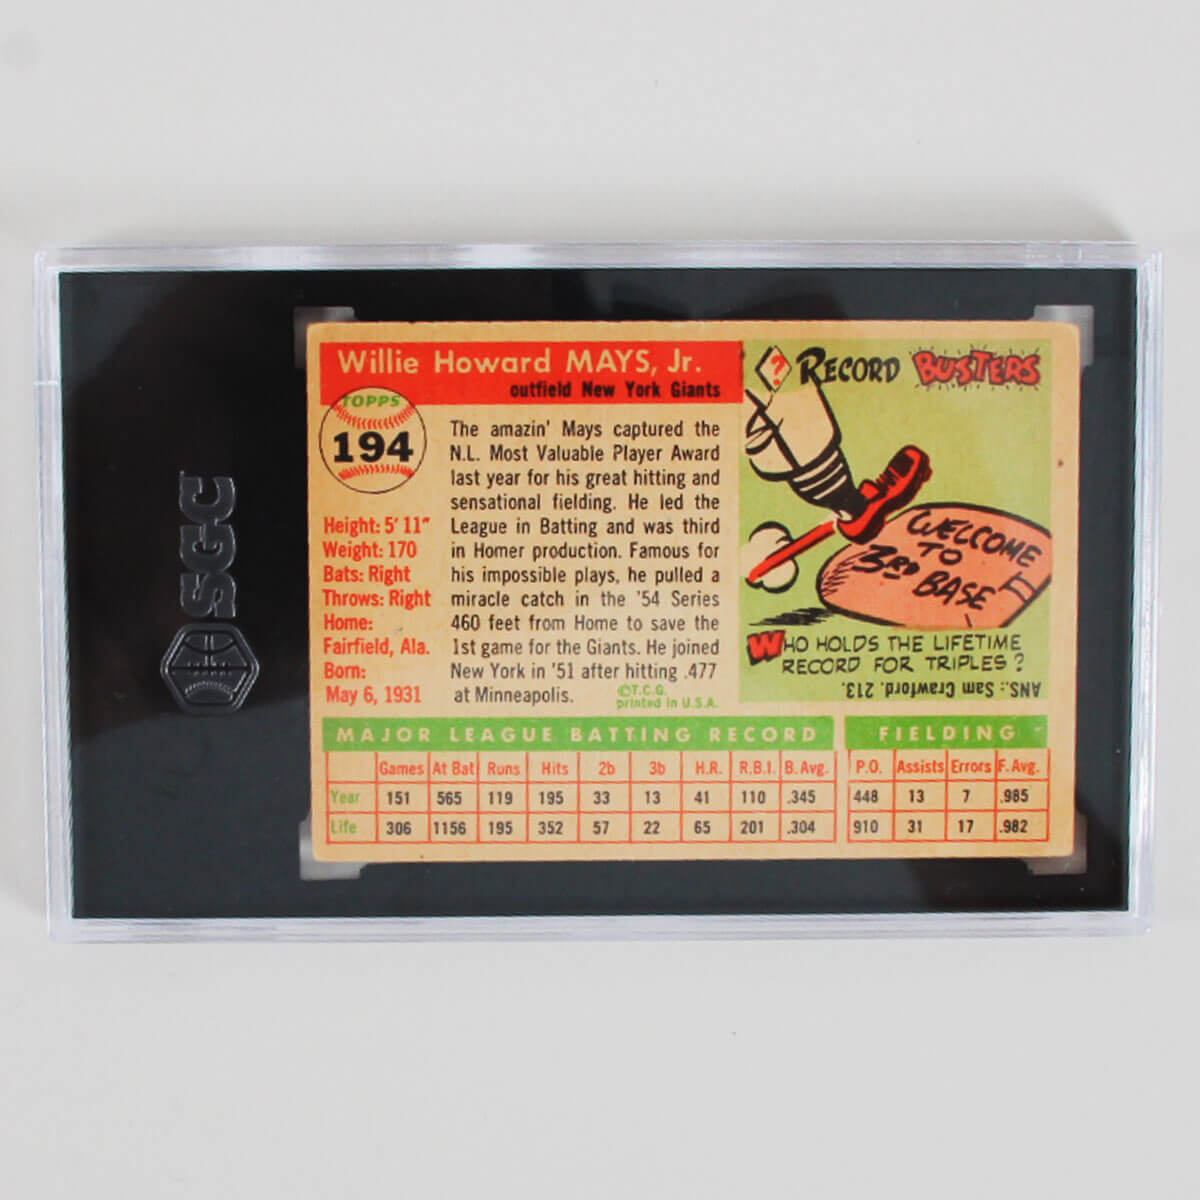 SGC
Willie Howard MAYS, Jr.
outfield New York Giants
TOPPS
194
Height: 5' 11"
Weight: 170
Bats: Right
Throws: Right
Home:
Fairfield, Ala.
Born:
May 6, 1931
The amazin' Mays captured the
N.L. Most Valuable Player Award
last year for his great hitting and
sensational fielding. He led the
League in Batting and was third
in Homer production. Famous for
his impossible plays, he pulled a
miracle catch in the '54 Series
460 feet from Home to save the
1st game for the Giants. He joined
New York in '51 after hitting .477
at Minneapolis.
©T.C.G.
printed in U.S.A.
? RECORD BUSTERS
WELCOME
TO
3RD BASE
WHO HOLDS THE LIFETIME
RECORD FOR TRIPLES?
ANS.: Sam Crawford. 213.
MAJOR LEAGUE BATTING RECORD FIELDING
Games At Bat Runs Hits 2b 3b H.R. R.B.I. B. Avg. P.O. Assists Errors F. Avg.
Year 151 565 119 195 33 13 41 110 .345 448 13 7 .985
Life 306 1156 195 352 57 22 65 201 .304 910 31 17 .982